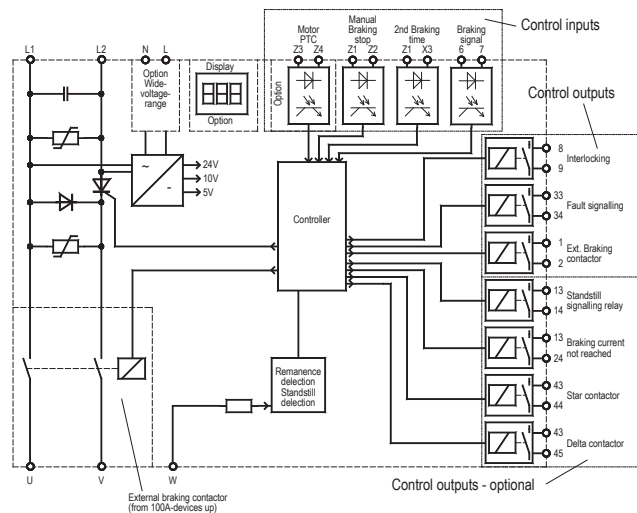 Control inputs
Motor
PTC
Manual
Braking
stop
2nd Braking
time
Braking
signal
L1
L2
N
L
Z3
Z4
Z1
Z2
Z1
X3
6
7
Option
Wide-
voltage-
range
Display
Option
Option
Control outputs
~
-
24V
10V
5V
Controller
8
Interlocking
9
33
Fault signalling
34
1
Ext. Braking
contactor
2
13
Standstill
signalling relay
14
13
Braking current
not reached
24
43
Star contactor
44
43
Delta contactor
45
Remanence
delection
Standstill
delection
U
V
W
External braking contactor
(from 100A-devices up)
Control outputs - optional